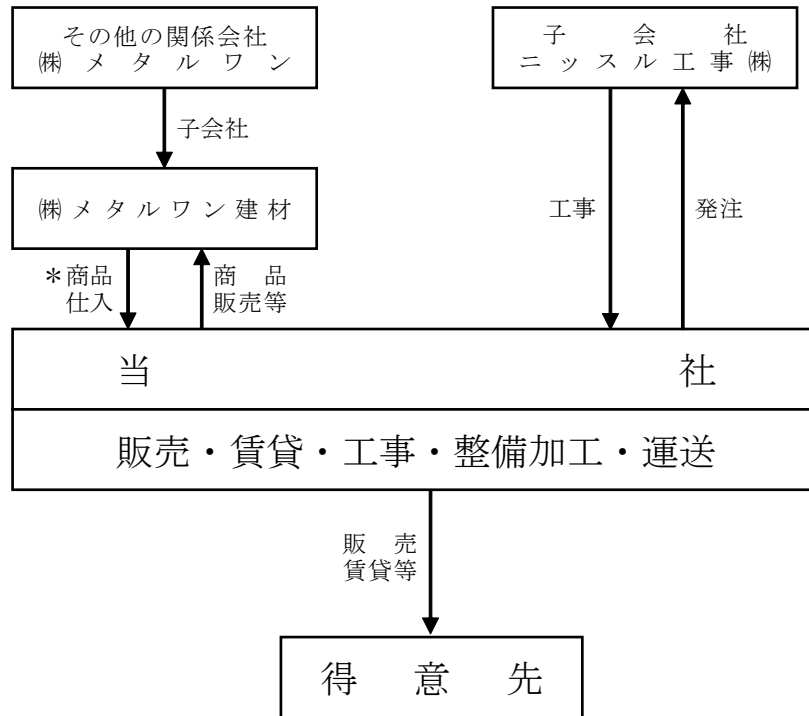 その他の関係会社
㈱メタルワン
子会社
ニッスル工事㈱
子会社
㈱メタルワン建材
工事
発注
＊商品
仕入
商品
販売等
当社
販売・賃貸・工事・整備加工・運送
販売
賃貸等
得意先